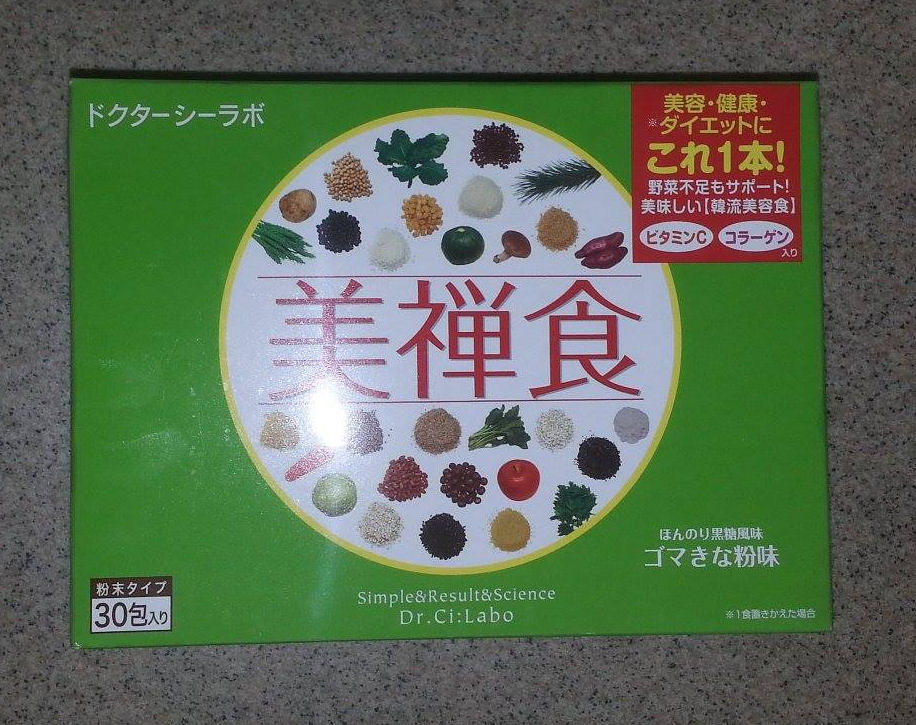 ドクターシーラボ
美容・健康・
※ダイエットに
これ1本!
野菜不足もサポート!
美味しい【韓流美容食】
ビタミンC コラーゲン
入り
美禅食
ほんのり黒糖風味
ゴマきな粉味
粉末タイプ
30包入り
Simple&Result&Science
Dr.Ci:Labo
※1食置きかえた場合